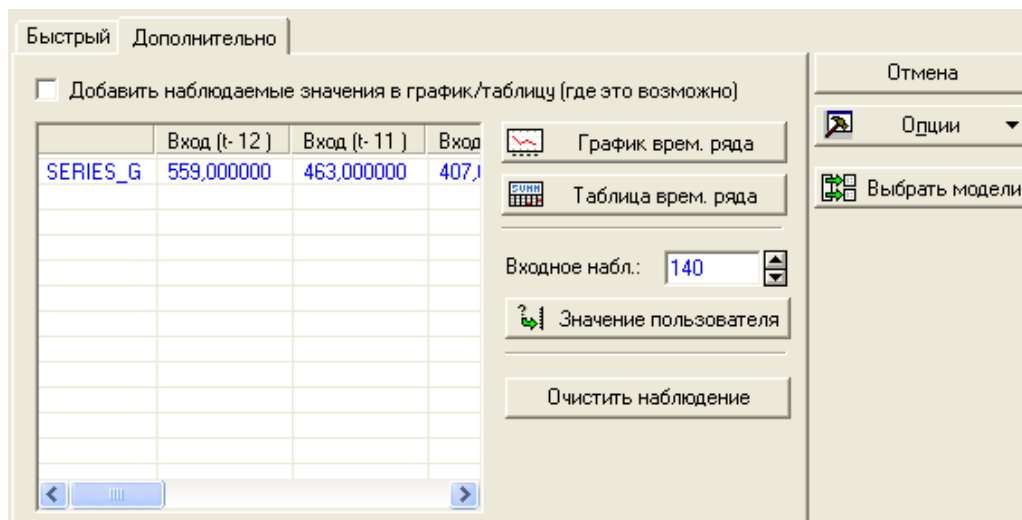 Быстрый Дополнительно
Добавить наблюдаемые значения в график/таблицу (где это возможно)
Отмена
Опции
Выбрать модели
Вход (t- 12 ) Вход (t- 11 ) Вход
SERIES_G 559,000000 463,000000 407,
График врем. ряда
Таблица врем. ряда
Входное набл.: 140
Значение пользователя
Очистить наблюдение